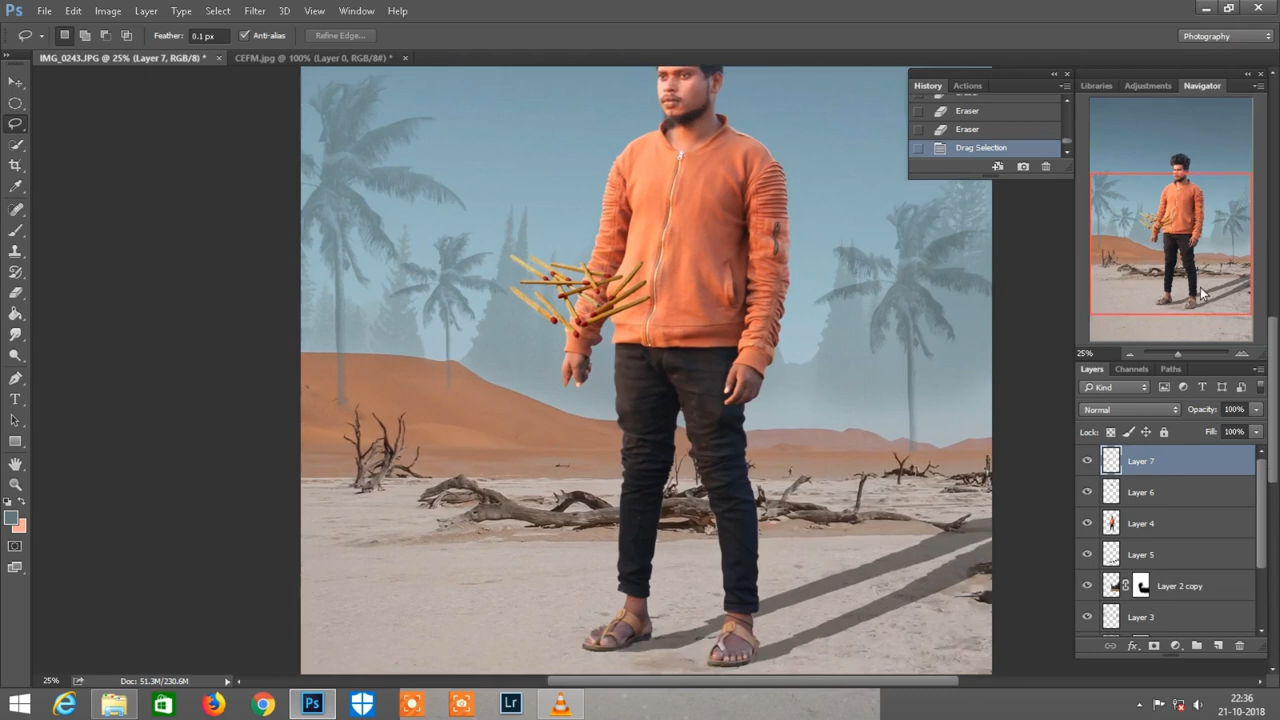 Ps File Edit Image Layer Type Select Filter 3D View Window Help
Feather: 0.1 px Anti-alias Refine Edge... Photography
IMG_0243.JPG @ 25% (Layer 7, RGB/8) * × CEFM.jpg @ 100% (Layer 0, RGB/8#) * ×
History Actions
Eraser
Eraser
Drag Selection
Libraries Adjustments Navigator
25%
Layers Channels Paths
Kind
Normal Opacity: 100%
Lock: Fill: 100%
Layer 7
Layer 6
Layer 4
Layer 5
Layer 2 copy
Layer 3
25% Doc: 51.3M/230.6M
Ps Lr
22:36
21-10-2018